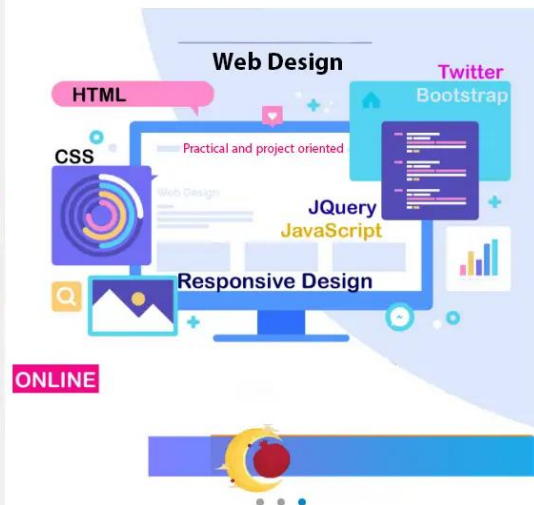 Web Design
Twitter
Bootstrap
HTML
Practical and project oriented
CSS
Web Design
JQuery
JavaScript
Responsive Design
ONLINE